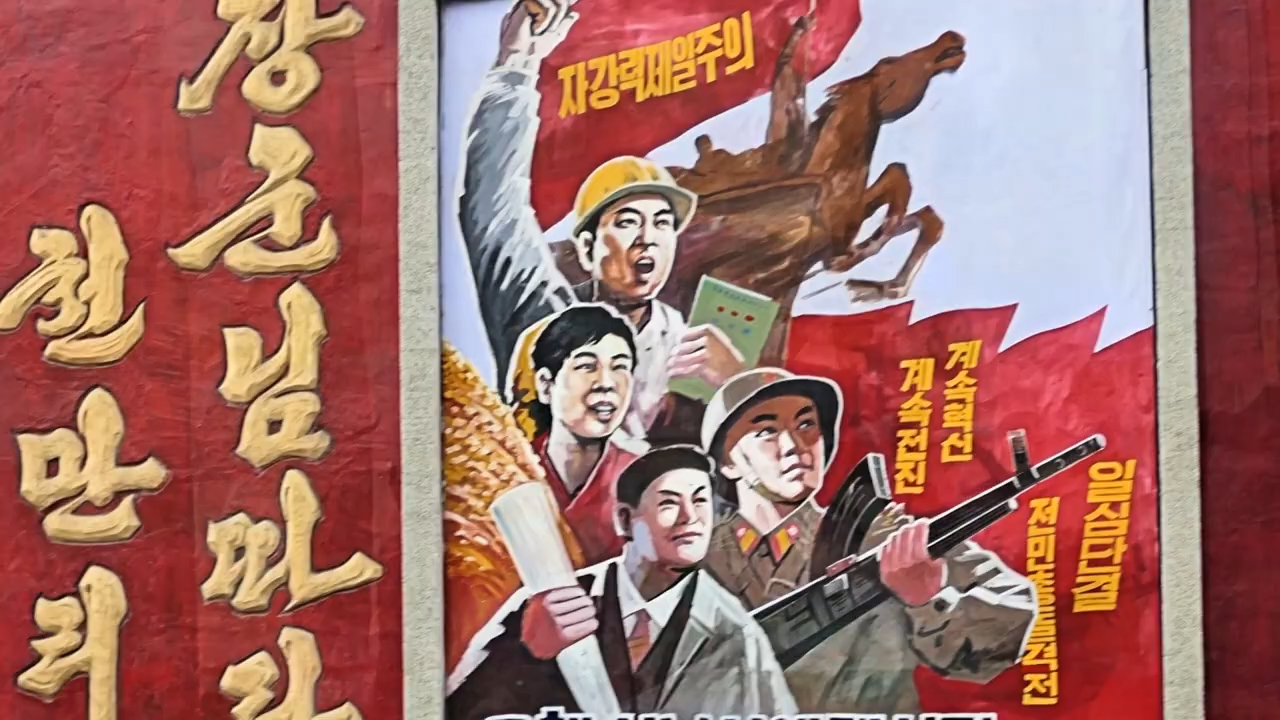 장군님따라
천만리
자강력제일주의
계속혁신
계속전진
일심단결
전민총돌격전